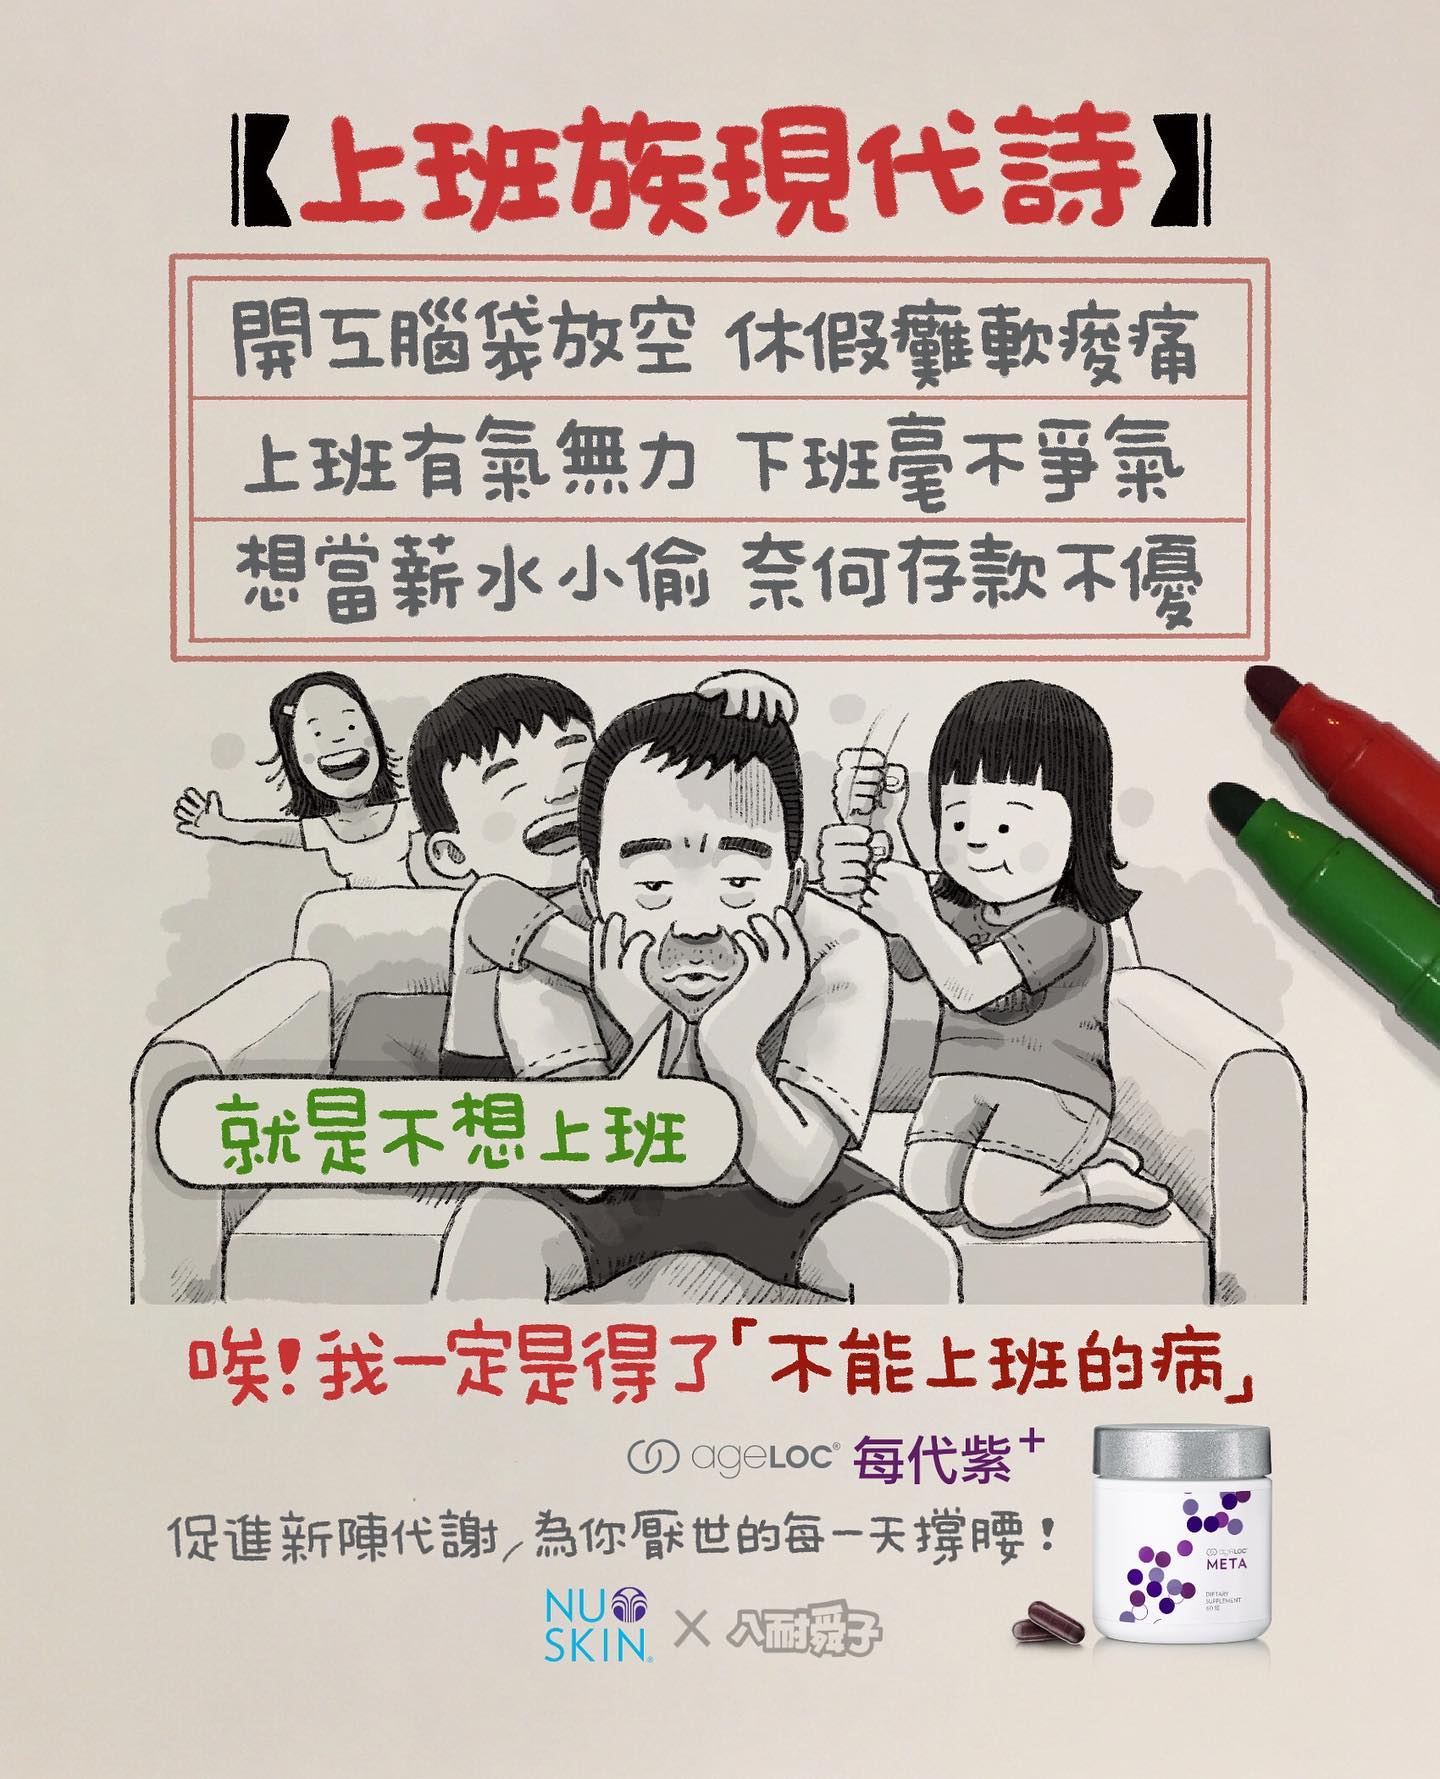 【上班族現代詩】
開工腦袋放空 休假癱軟痠痛
上班有氣無力 下班毫不爭氣
想當薪水小偷 奈何存款不優
就是不想上班
唉!我一定是得了「不能上班的病」
ageLOC® 每代紫+
促進新陳代謝,為你厭世的每一天撐腰!
ageLOC
META
DIETARY
SUPPLEMENT
60 粒
NU SKIN® X 八耐舜子